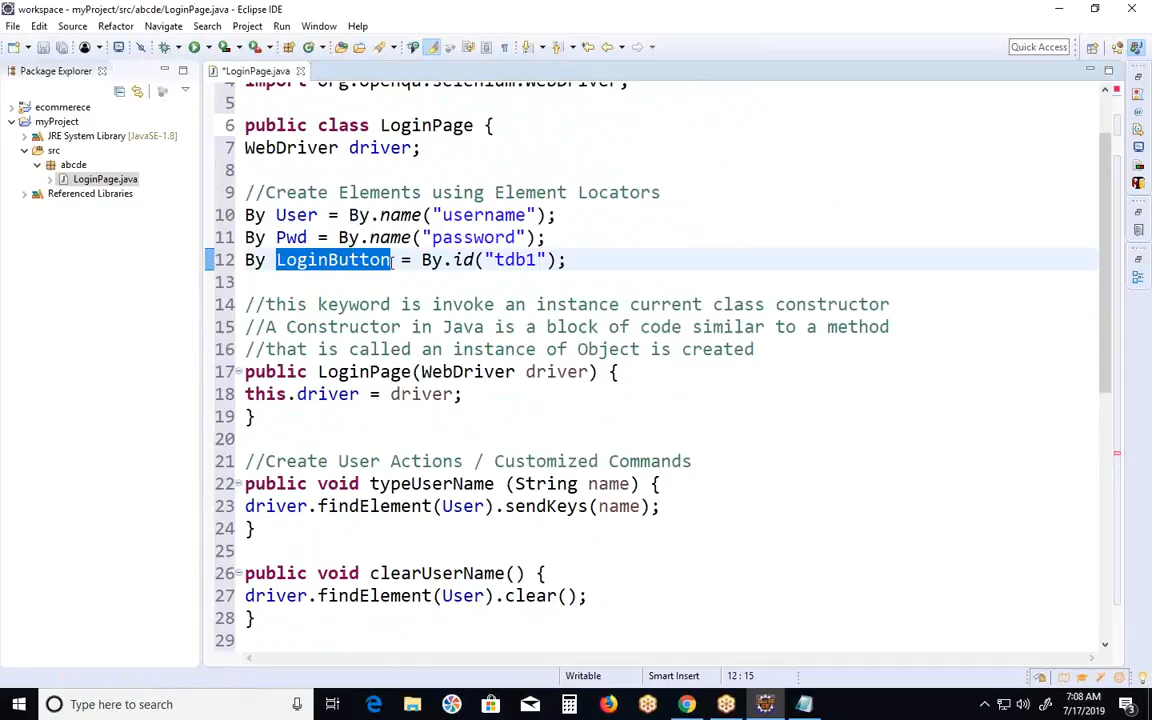 workspace - myProject/src/abcde/LoginPage.java - Eclipse IDE
File Edit Source Refactor Navigate Search Project Run Window Help
Quick Access
Package Explorer
*LoginPage.java
ecommerece
myProject
JRE System Library [JavaSE-1.8]
src
abcde
LoginPage.java
Referenced Libraries
4 import org.openqa.selenium.WebDriver;
5
6 public class LoginPage {
7 WebDriver driver;
8
9 //Create Elements using Element Locators
10 By User = By.name("username");
11 By Pwd = By.name("password");
12 By LoginButton = By.id("tdb1");
13
14 //this keyword is invoke an instance current class constructor
15 //A Constructor in Java is a block of code similar to a method
16 //that is called an instance of Object is created
17 public LoginPage(WebDriver driver) {
18 this.driver = driver;
19 }
20
21 //Create User Actions / Customized Commands
22 public void typeUserName (String name) {
23 driver.findElement(User).sendKeys(name);
24 }
25
26 public void clearUserName() {
27 driver.findElement(User).clear();
28 }
29
Writable Smart Insert 12 : 15
Type here to search
7:08 AM
7/17/2019
3